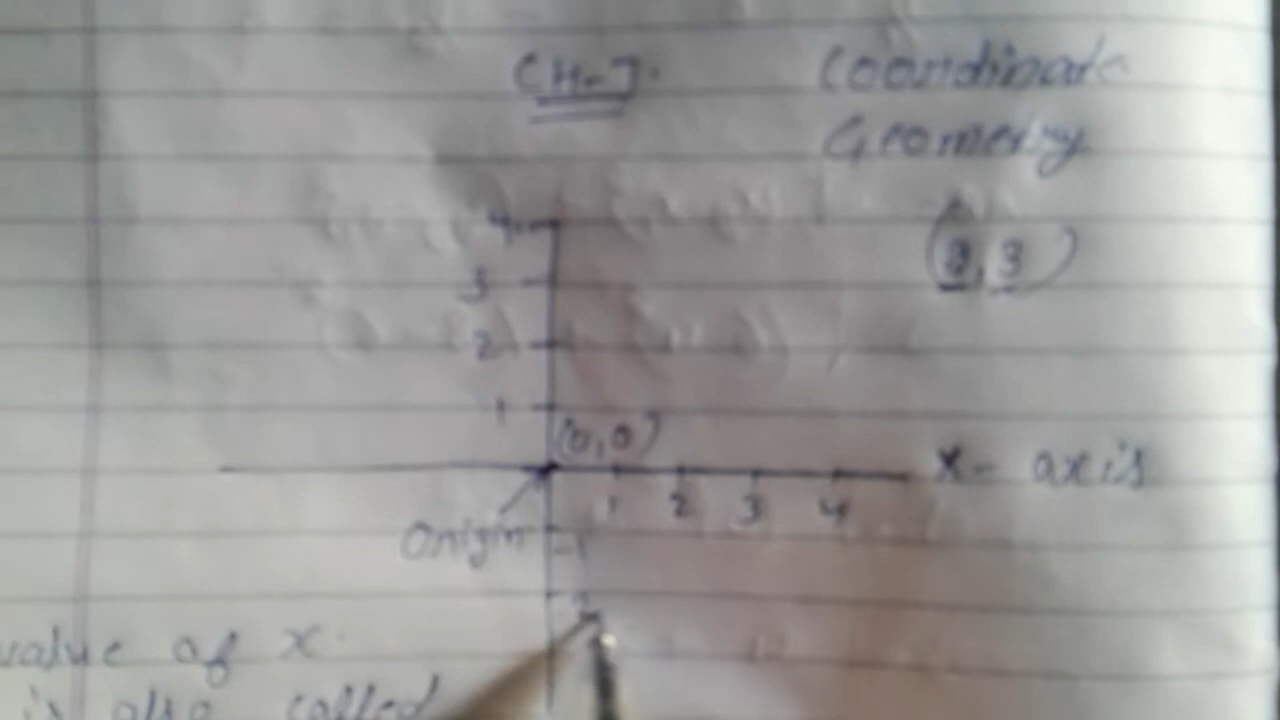 CH-7. Coordinate
Geometry
4
(2,3)
3
2
1
(0,0)
x- axis
1 2 3 4
Origin
-1
value of x
is also called